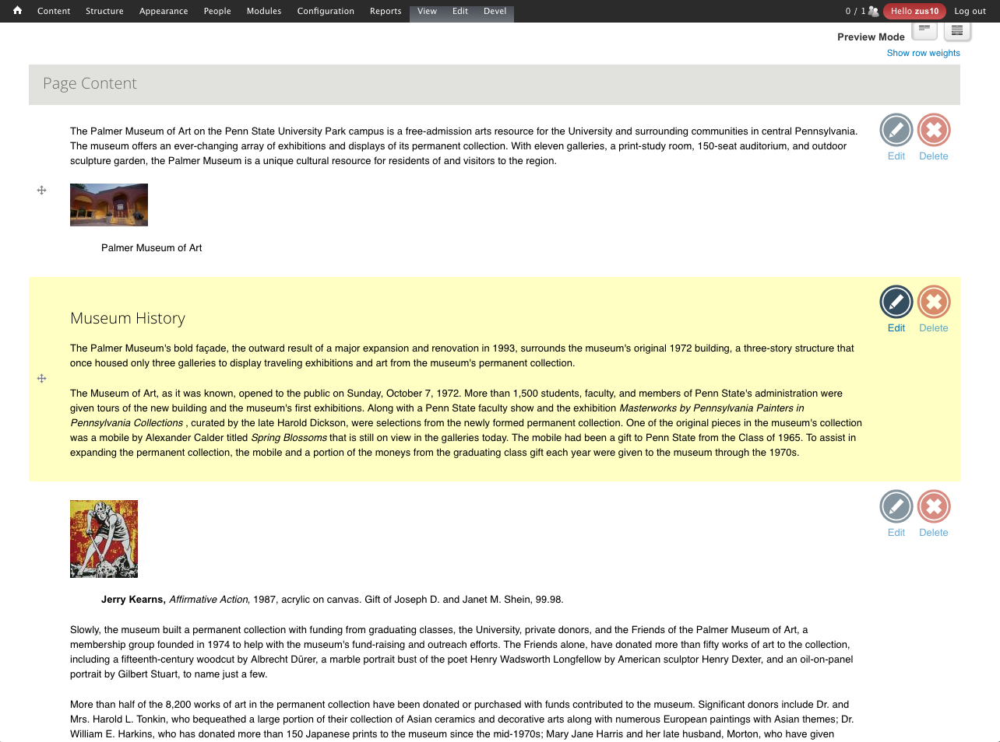 Content Structure Appearance People Modules Configuration Reports View Edit Devel 0 / 1 Hello zus10 Log out
Preview Mode
Show row weights
Page Content
The Palmer Museum of Art on the Penn State University Park campus is a free-admission arts resource for the University and surrounding communities in central Pennsylvania.
The museum offers an ever-changing array of exhibitions and displays of its permanent collection. With eleven galleries, a print-study room, 150-seat auditorium, and outdoor
sculpture garden, the Palmer Museum is a unique cultural resource for residents of and visitors to the region.
Edit Delete
Palmer Museum of Art
Museum History
Edit Delete
The Palmer Museum's bold façade, the outward result of a major expansion and renovation in 1993, surrounds the museum's original 1972 building, a three-story structure that
once housed only three galleries to display traveling exhibitions and art from the museum's permanent collection.
The Museum of Art, as it was known, opened to the public on Sunday, October 7, 1972. More than 1,500 students, faculty, and members of Penn State's administration were
given tours of the new building and the museum's first exhibitions. Along with a Penn State faculty show and the exhibition Masterworks by Pennsylvania Painters in
Pennsylvania Collections , curated by the late Harold Dickson, were selections from the newly formed permanent collection. One of the original pieces in the museum's collection
was a mobile by Alexander Calder titled Spring Blossoms that is still on view in the galleries today. The mobile had been a gift to Penn State from the Class of 1965. To assist in
expanding the permanent collection, the mobile and a portion of the moneys from the graduating class gift each year were given to the museum through the 1970s.
Edit Delete
Jerry Kearns, Affirmative Action, 1987, acrylic on canvas. Gift of Joseph D. and Janet M. Shein, 99.98.
Slowly, the museum built a permanent collection with funding from graduating classes, the University, private donors, and the Friends of the Palmer Museum of Art, a
membership group founded in 1974 to help with the museum's fund-raising and outreach efforts. The Friends alone, have donated more than fifty works of art to the collection,
including a fifteenth-century woodcut by Albrecht Dürer, a marble portrait bust of the poet Henry Wadsworth Longfellow by American sculptor Henry Dexter, and an oil-on-panel
portrait by Gilbert Stuart, to name just a few.
More than half of the 8,200 works of art in the permanent collection have been donated or purchased with funds contributed to the museum. Significant donors include Dr. and
Mrs. Harold L. Tonkin, who bequeathed a large portion of their collection of Asian ceramics and decorative arts along with numerous European paintings with Asian themes; Dr.
William E. Harkins, who has donated more than 150 Japanese prints to the museum since the mid-1970s; Mary Jane Harris and her late husband, Morton, who have given